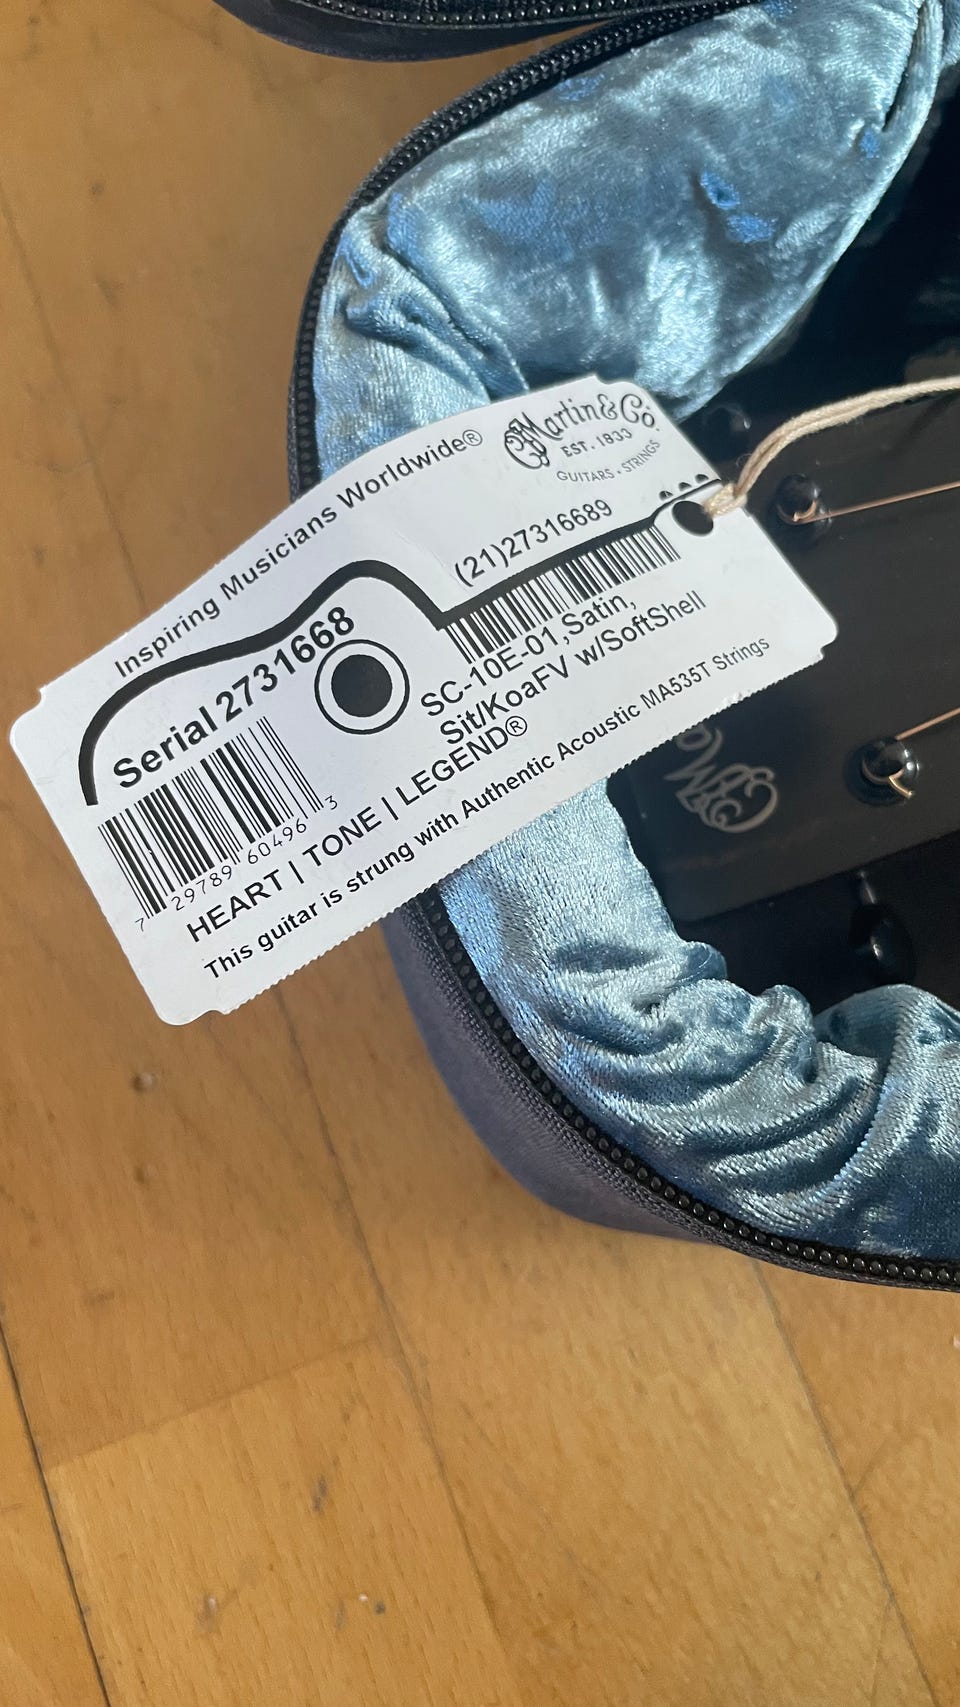 Inspiring Musicians Worldwide®
Martin & Co.
EST. 1833
GUITARS • STRINGS
(21)27316689
Serial 2731668
SC-10E-01,Satin,
Sit/KoaFV w/SoftShell
7 29789 60496 3
HEART | TONE | LEGEND®
This guitar is strung with Authentic Acoustic MA535T Strings